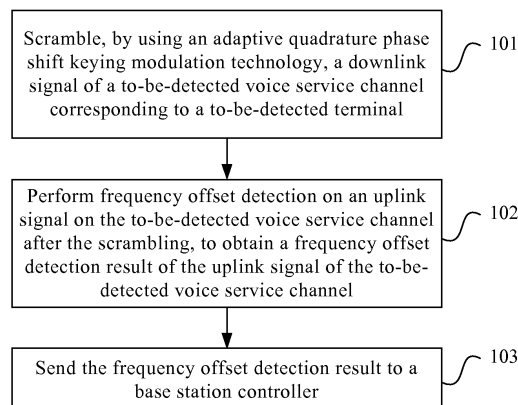 Scramble, by using an adaptive quadrature phase
shift keying modulation technology, a downlink
signal of a to-be-detected voice service channel
corresponding to a to-be-detected terminal
101
Perform frequency offset detection on an uplink
signal on the to-be-detected voice service channel
after the scrambling, to obtain a frequency offset
detection result of the uplink signal of the to-be-
detected voice service channel
102
Send the frequency offset detection result to a
base station controller
103